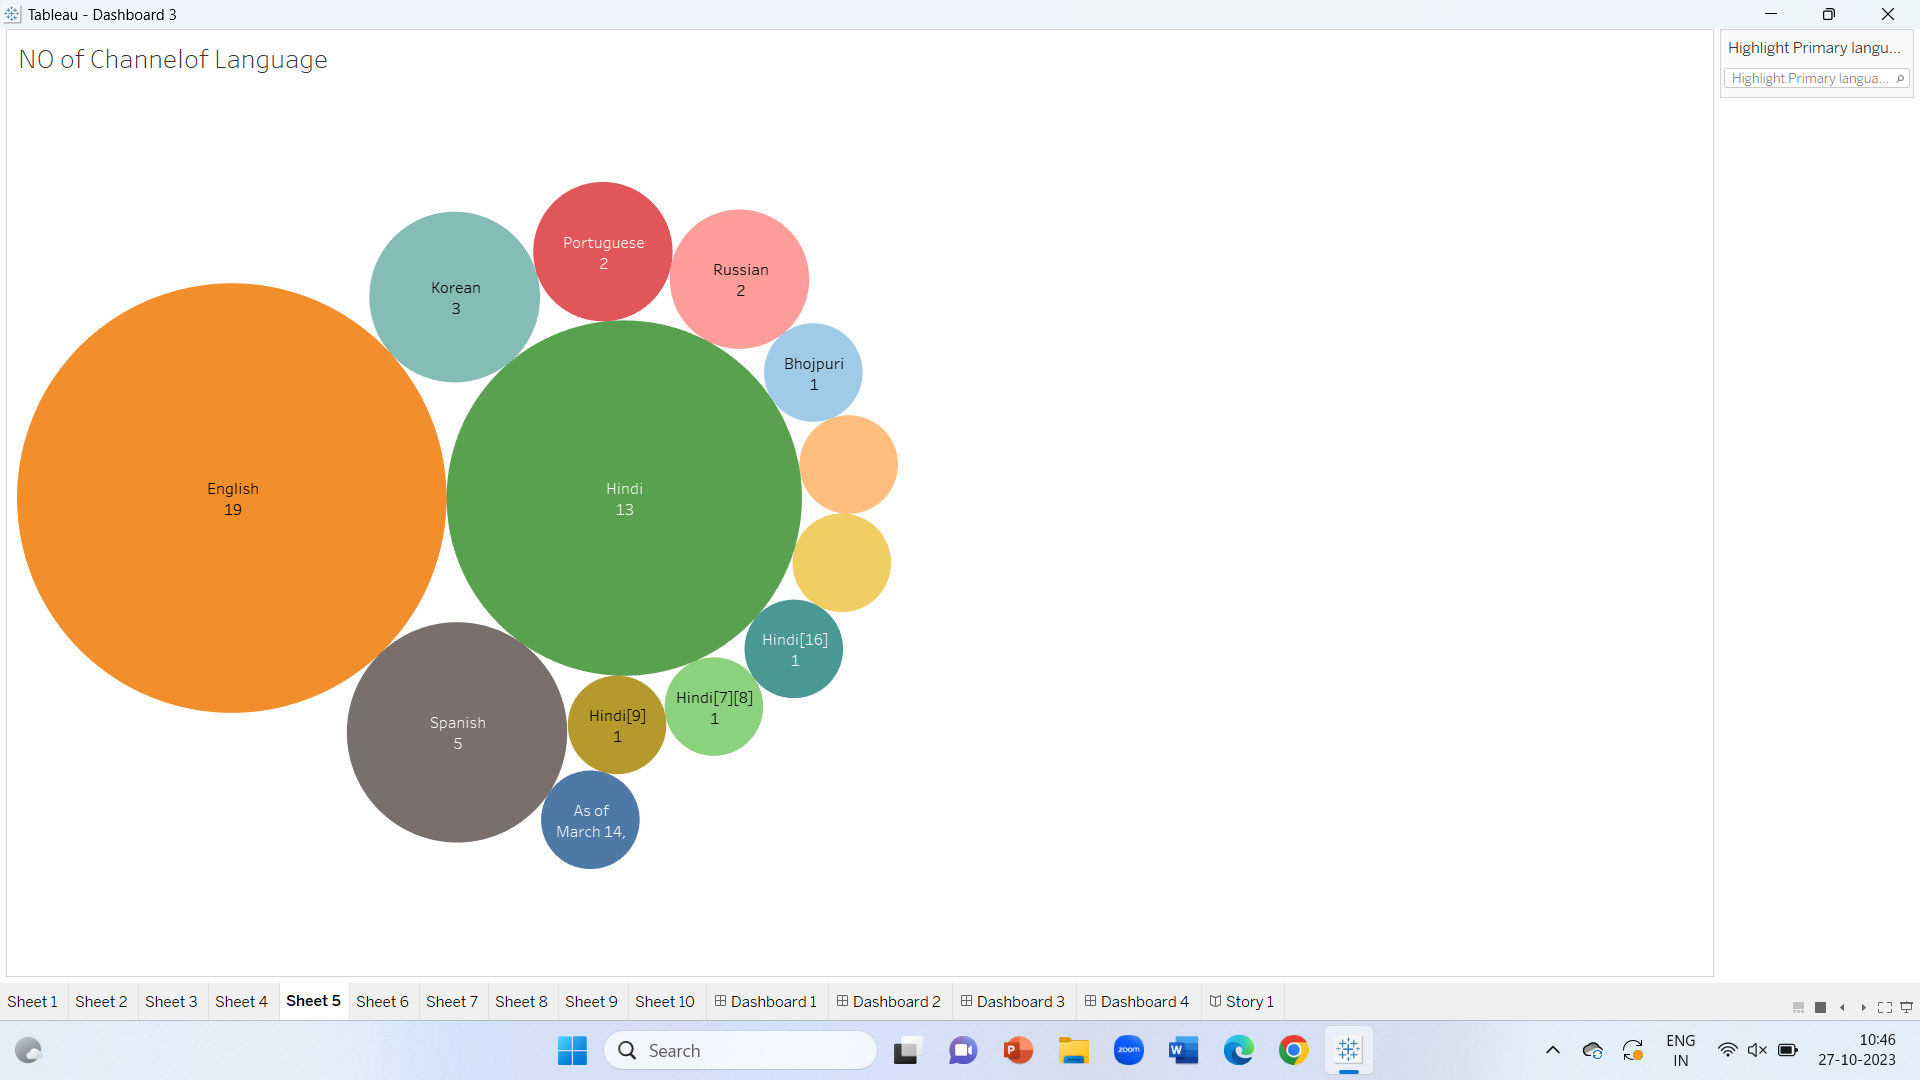 Tableau - Dashboard 3
NO of Channelof Language
Highlight Primary langu...
Highlight Primary langua...
Portuguese
2
Russian
2
Korean
3
Bhojpuri
1
English
19
Hindi
13
Hindi[16]
1
Hindi[7][8]
1
Hindi[9]
1
Spanish
5
As of
March 14,
Sheet 1
Sheet 2
Sheet 3
Sheet 4
Sheet 5
Sheet 6
Sheet 7
Sheet 8
Sheet 9
Sheet 10
Dashboard 1
Dashboard 2
Dashboard 3
Dashboard 4
Story 1
Search
zoom
P
W
ENG
IN
10:46
27-10-2023